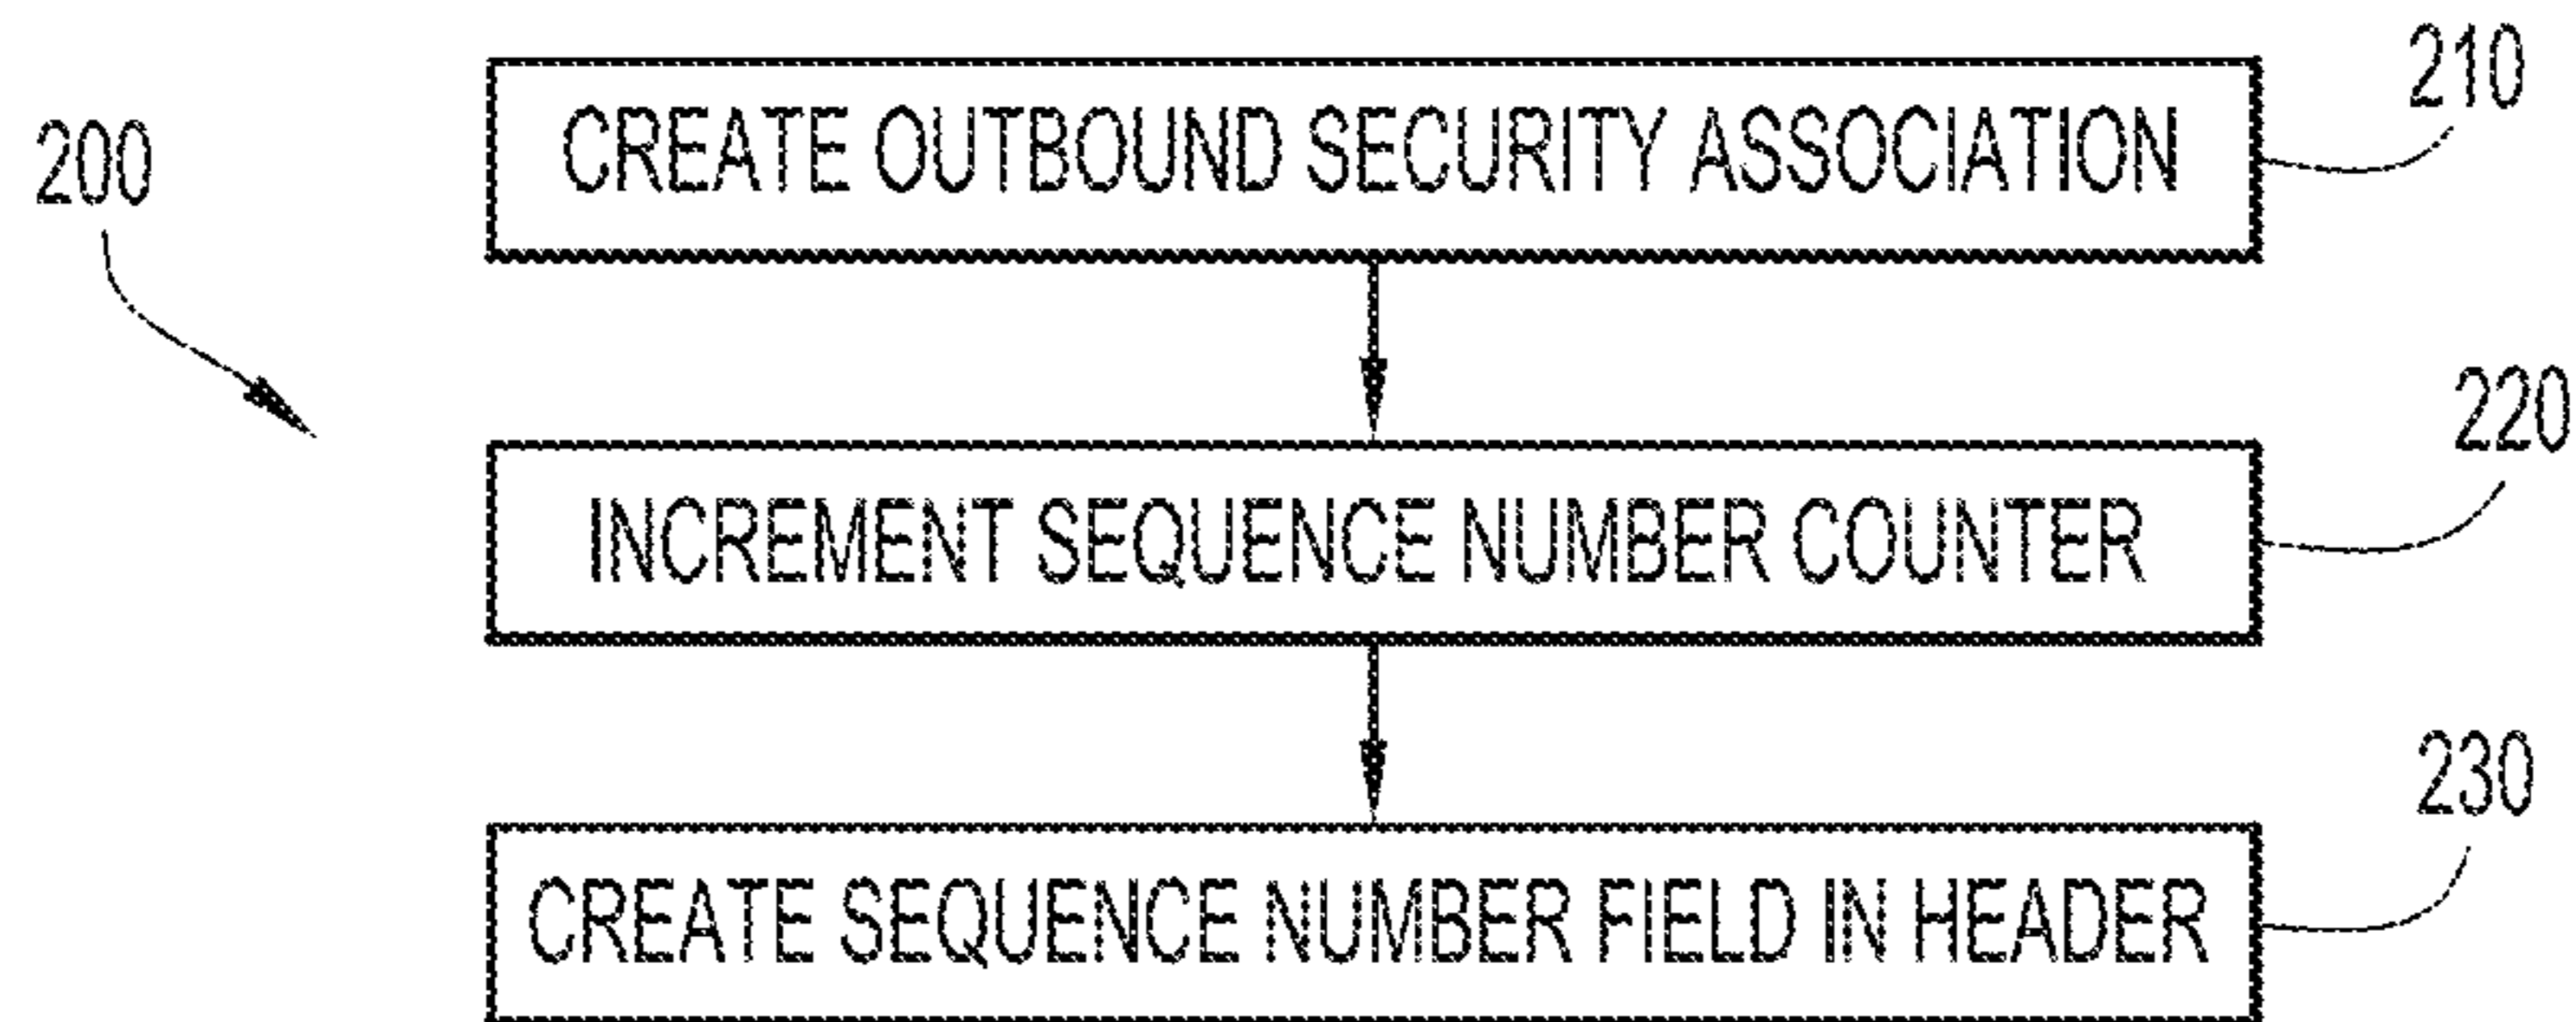 210
CREATE OUTBOUND SECURITY ASSOCIATION
200
220
INCREMENT SEQUENCE NUMBER COUNTER
230
CREATE SEQUENCE NUMBER FIELD IN HEADER